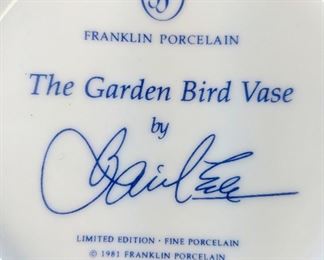 FRANKLIN PORCELAIN
The Garden Bird Vase
by
LIMITED EDITION · FINE PORCELAIN
© 1981 FRANKLIN PORCELAIN